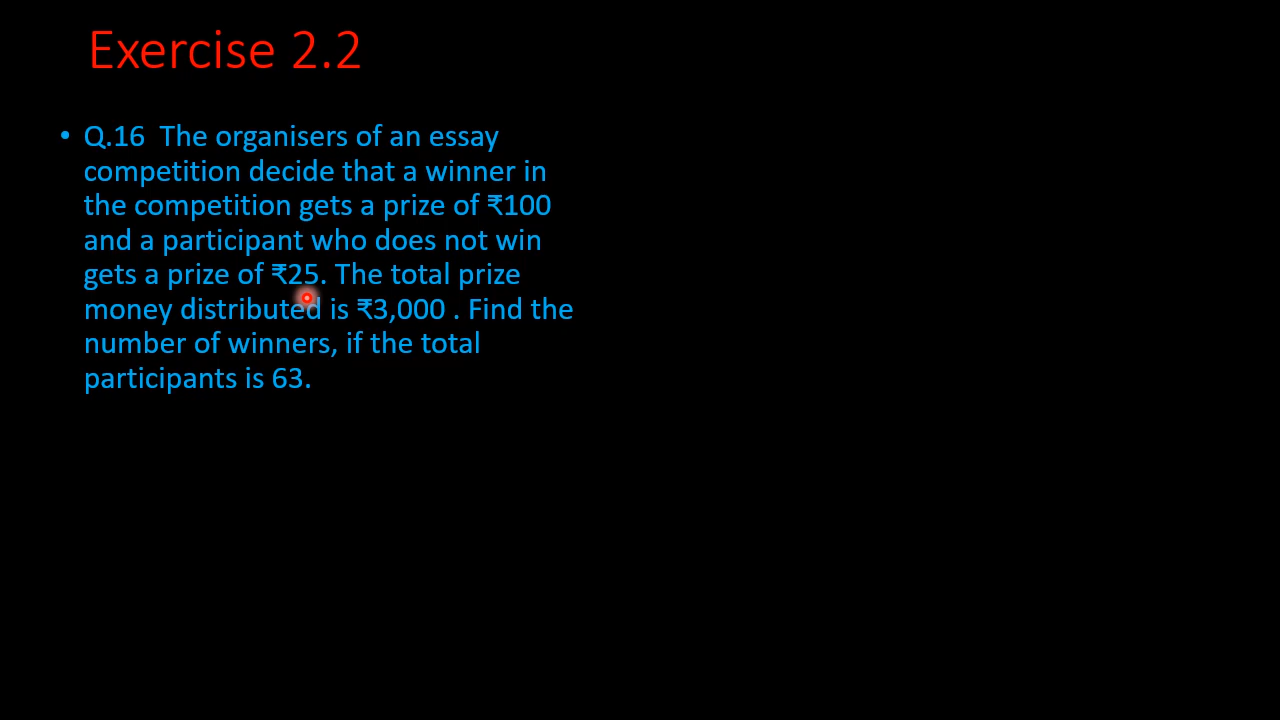 Exercise 2.2
• Q.16 The organisers of an essay
competition decide that a winner in
the competition gets a prize of ₹100
and a participant who does not win
gets a prize of ₹25. The total prize
money distributed is ₹3,000 . Find the
number of winners, if the total
participants is 63.